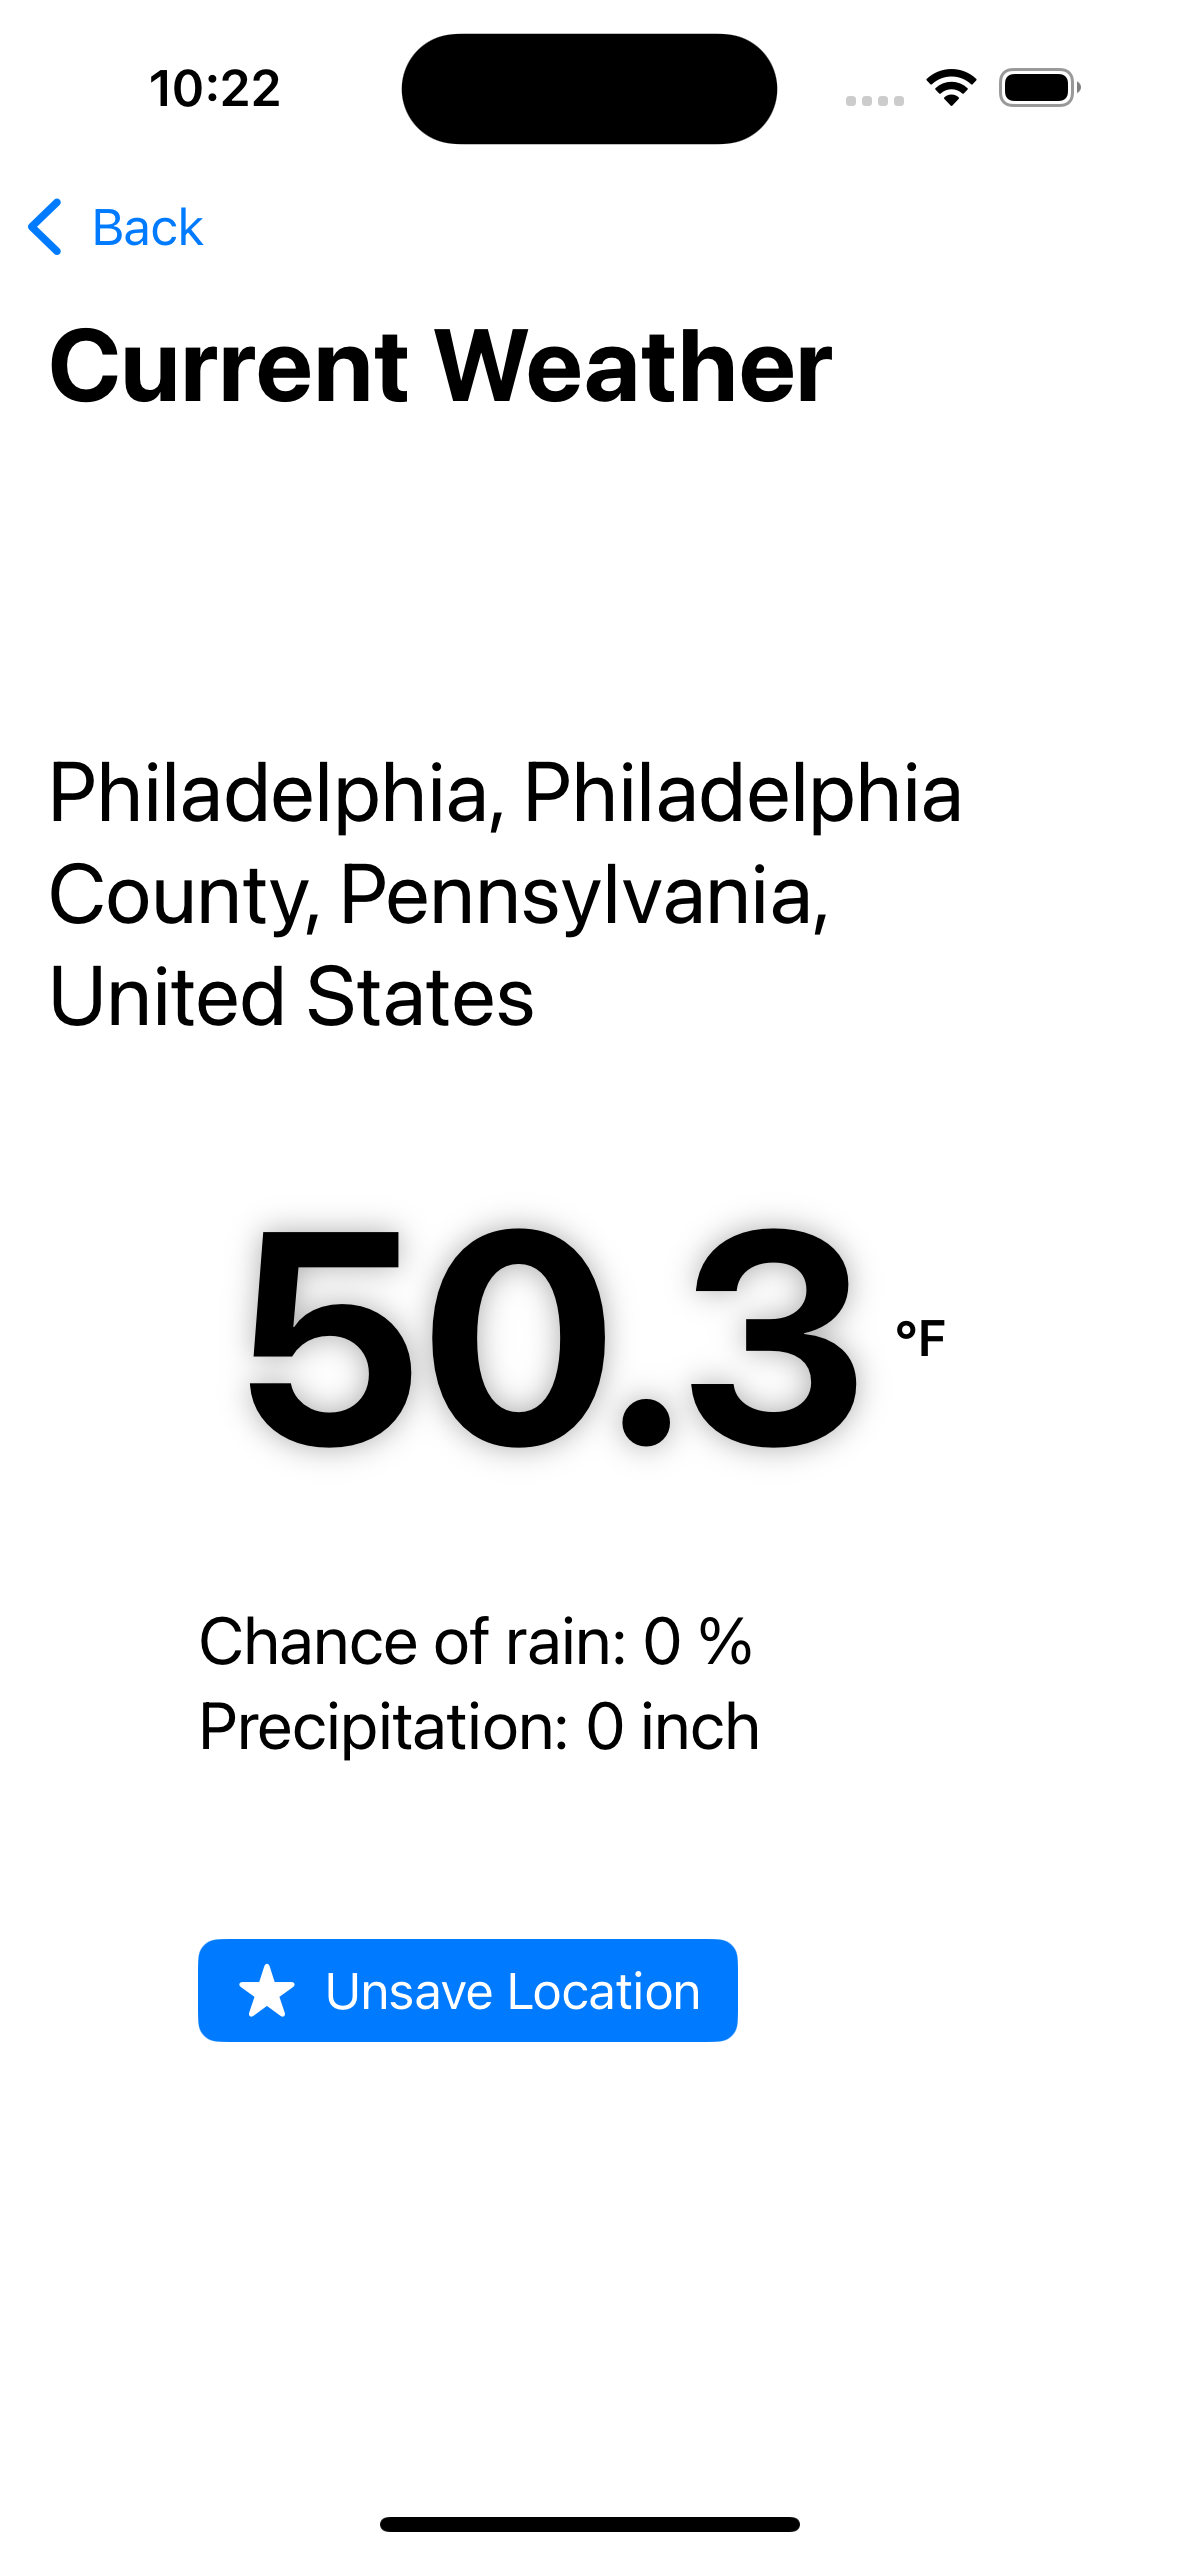 10:22
Back
Current Weather
Philadelphia, Philadelphia
County, Pennsylvania,
United States
50.3 °F
Chance of rain: 0 %
Precipitation: 0 inch
Unsave Location